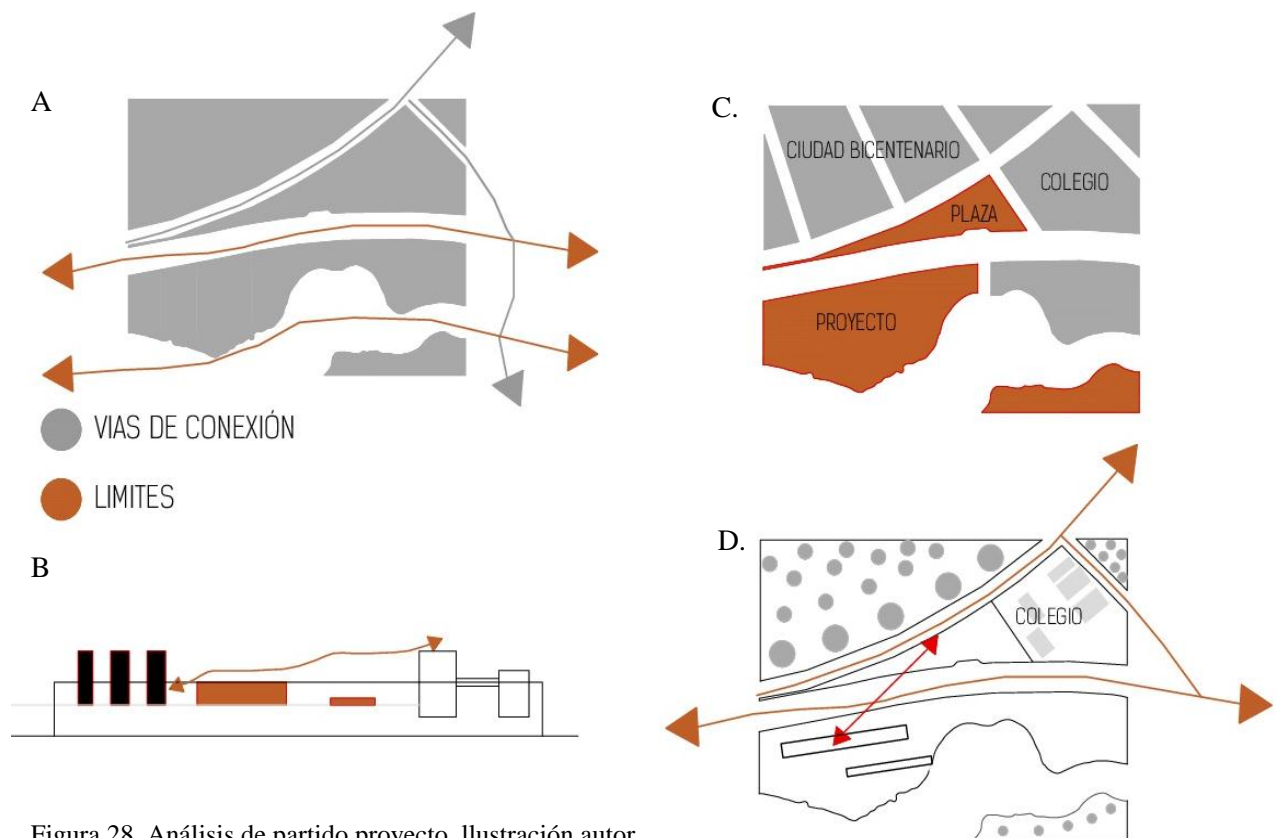 A
VIAS DE CONEXIÓN
LIMITES
B
C.
CIUDAD BICENTENARIO
COLEGIO
PLAZA
PROYECTO
D.
COLEGIO
Figura 28. Análisis de partido proyecto. Ilustración autor